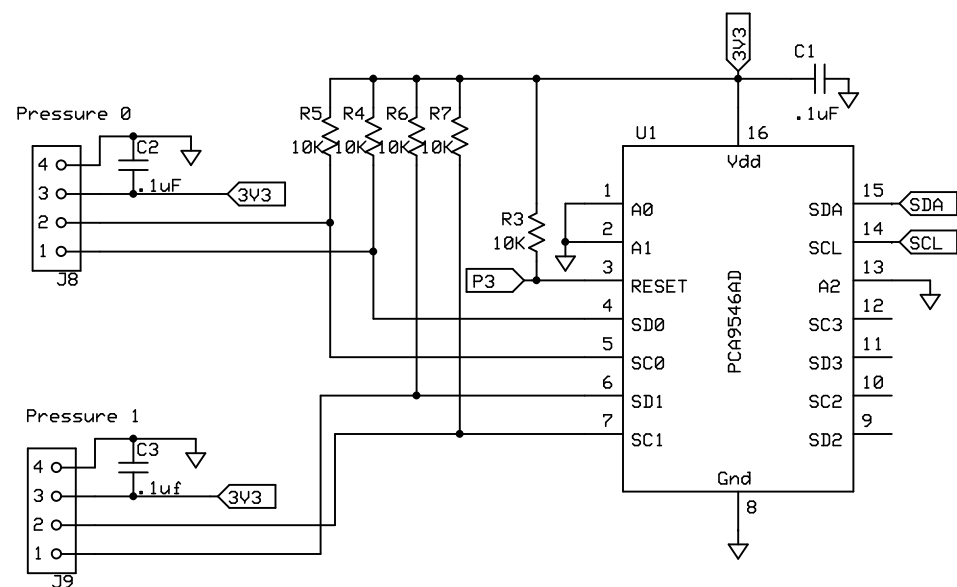 3V3
C1
.1uF
Pressure 0
R5 R4 R6 R7
10K 10K 10K 10K
C2
.1uF
4
3
3V3
2
1
J8
U1
16
Vdd
1
A0
2
A1
R3
10K
P3
3
RESET
4
SD0
5
SC0
6
SD1
7
SC1
PCA9546AD
15
SDA
SDA
14
SCL
SCL
13
A2
12
SC3
11
SD3
10
SC2
9
SD2
Gnd
8
Pressure 1
C3
.1uf
4
3
3V3
2
1
J9